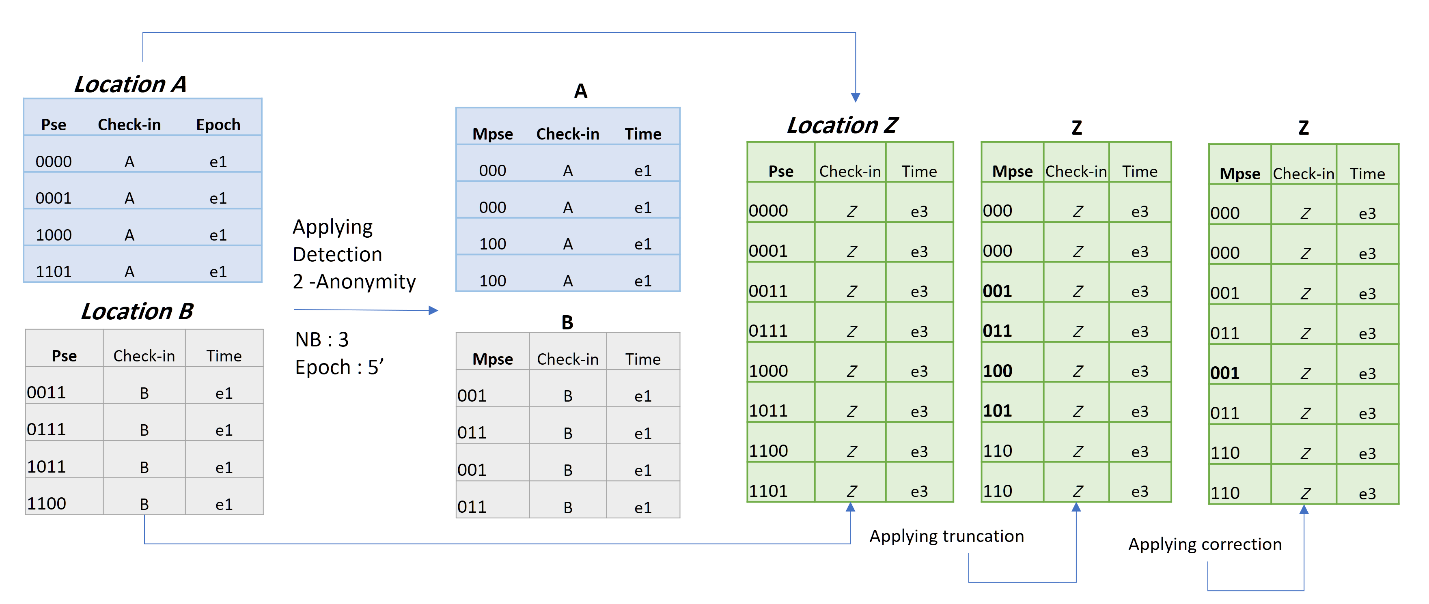 Location A
Pse Check-in Epoch
0000 A e1
0001 A e1
1000 A e1
1101 A e1
Location B
Pse Check-in Time
0011 B e1
0111 B e1
1011 B e1
1100 B e1
Applying
Detection
2 -Anonymity
NB : 3
Epoch : 5’
A
Mpse Check-in Time
000 A e1
000 A e1
100 A e1
100 A e1
B
Mpse Check-in Time
001 B e1
011 B e1
001 B e1
011 B e1
Location Z
Pse Check-in Time
0000 Z e3
0001 Z e3
0011 Z e3
0111 Z e3
1000 Z e3
1011 Z e3
1100 Z e3
1101 Z e3
Applying truncation
Z
Mpse Check-in Time
000 Z e3
000 Z e3
001 Z e3
011 Z e3
100 Z e3
101 Z e3
110 Z e3
110 Z e3
Applying correction
Z
Mpse Check-in Time
000 Z e3
000 Z e3
001 Z e3
011 Z e3
001 Z e3
011 Z e3
110 Z e3
110 Z e3